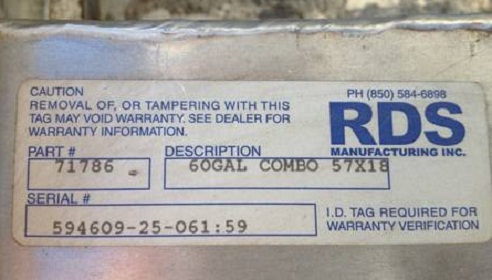 CAUTION
REMOVAL OF, OR TAMPERING WITH THIS
TAG MAY VOID WARRANTY. SEE DEALER FOR
WARRANTY INFORMATION.
PH (850) 584-6898
RDS
MANUFACTURING INC.
PART #
71786
DESCRIPTION
60GAL COMBO 57X18
SERIAL #
594609-25-061:59
I.D. TAG REQUIRED FOR
WARRANTY VERIFICATION